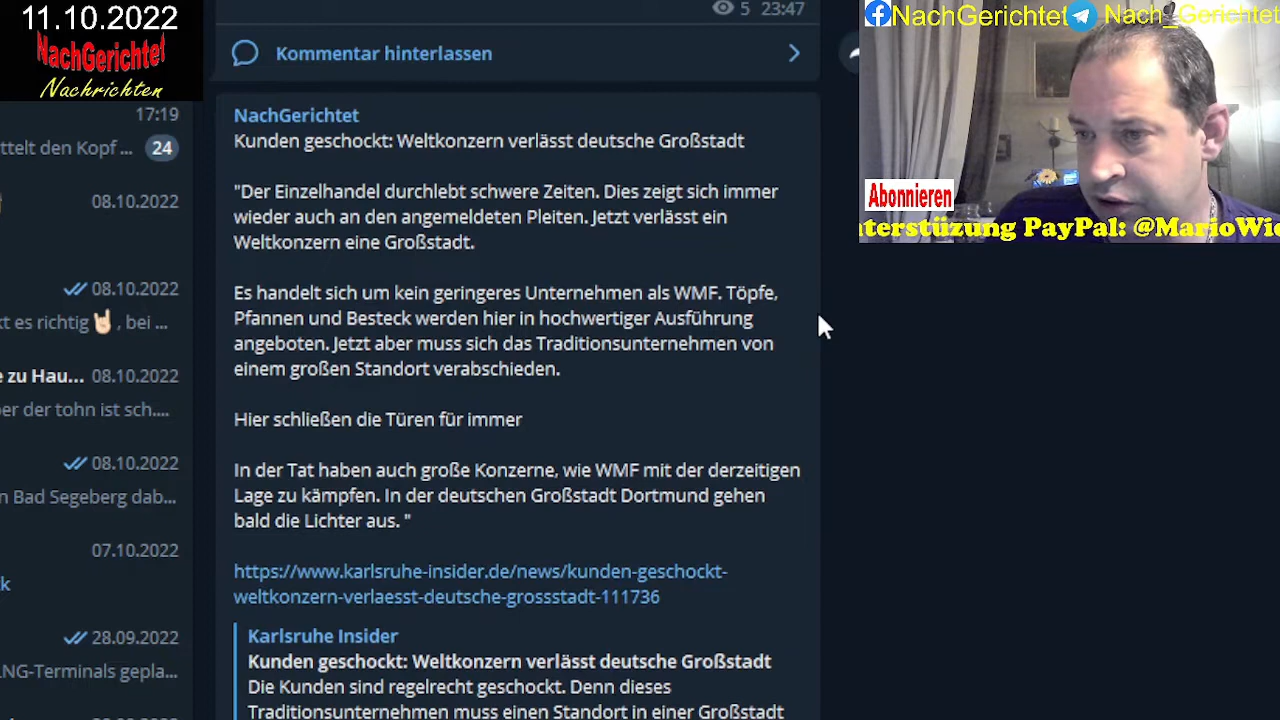 11.10.2022
NachGerichtet
Nachrichten
17:19
ttelt den Kopf ... 24
08.10.2022
08.10.2022
kt es richtig🤘🏻, bei ...
e zu Hau... 08.10.2022
er der tohn ist sch....
08.10.2022
n Bad Segeberg dab...
07.10.2022
k
28.09.2022
LNG-Terminals gepla...
5 23:47
Kommentar hinterlassen
NachGerichtet
Kunden geschockt: Weltkonzern verlässt deutsche Großstadt
"Der Einzelhandel durchlebt schwere Zeiten. Dies zeigt sich immer
wieder auch an den angemeldeten Pleiten. Jetzt verlässt ein
Weltkonzern eine Großstadt.
Es handelt sich um kein geringeres Unternehmen als WMF. Töpfe,
Pfannen und Besteck werden hier in hochwertiger Ausführung
angeboten. Jetzt aber muss sich das Traditionsunternehmen von
einem großen Standort verabschieden.
Hier schließen die Türen für immer
In der Tat haben auch große Konzerne, wie WMF mit der derzeitigen
Lage zu kämpfen. In der deutschen Großstadt Dortmund gehen
bald die Lichter aus. "
https://www.karlsruhe-insider.de/news/kunden-geschockt-
weltkonzern-verlaesst-deutsche-grossstadt-111736
Karlsruhe Insider
Kunden geschockt: Weltkonzern verlässt deutsche Großstadt
Die Kunden sind regelrecht geschockt. Denn dieses
Traditionsunternehmen muss einen Standort in einer Großstadt
NachGerichtet Nach_Gerichtet
Abonnieren
terstüzung PayPal: @MarioWie